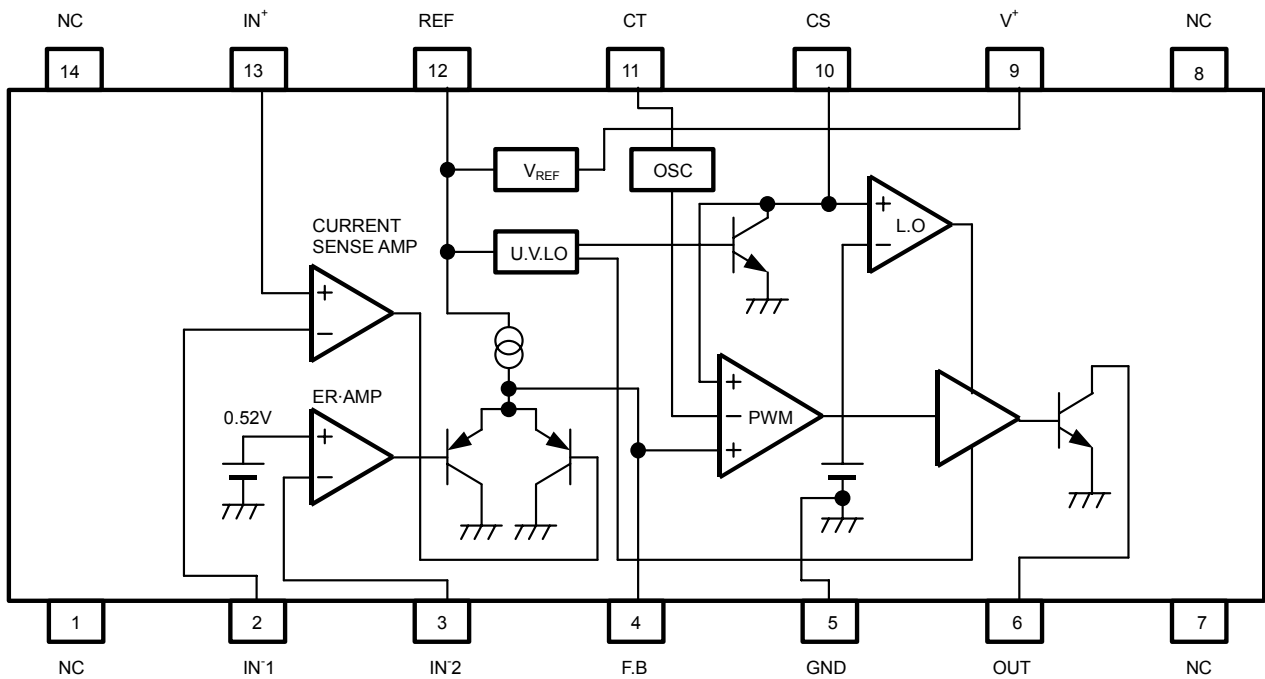 NC IN+ REF CT CS V+ NC
14 13 12 11 10 9 8
VREF OSC
+ L.O
CURRENT
SENSE AMP U.V.LO −
+
−
ER·AMP +
0.52V + − PWM
− +
1 2 3 4 5 6 7
NC IN-1 IN-2 F.B GND OUT NC